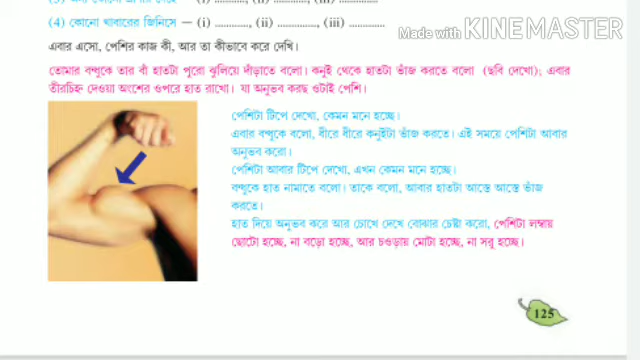 Made with KINEMASTER
(4) কোনো খাবারের জিনিসে — (i) ..........., (ii) ............, (iii) ...........
এবার এসো, পেশির কাজ কী, আর তা কীভাবে করে দেখি।
তোমার বন্ধুকে তার বাঁ হাতটা পুরো ঝুলিয়ে দাঁড়াতে বলো। কনুই থেকে হাতটা ভাঁজ করতে বলো (ছবি দেখো); এবার
তীরচিহ্ন দেওয়া অংশের ওপরে হাত রাখো। যা অনুভব করছ ওটাই পেশি।
পেশিটা টিপে দেখো, কেমন মনে হচ্ছে।
এবার বন্ধুকে বলো, ধীরে ধীরে কনুইটা ভাঁজ করতে। এই সময়ে পেশিটা আবার
অনুভব করো।
পেশিটা আবার টিপে দেখো, এখন কেমন মনে হচ্ছে।
বন্ধুকে হাত নামাতে বলো। তাকে বলো, আবার হাতটা আস্তে আস্তে ভাঁজ
করতে।
হাত দিয়ে অনুভব করে আর চোখে দেখে বোঝার চেষ্টা করো, পেশিটা লম্বায়
ছোটো হচ্ছে, না বড়ো হচ্ছে, আর চওড়ায় মোটা হচ্ছে, না সরু হচ্ছে।
125